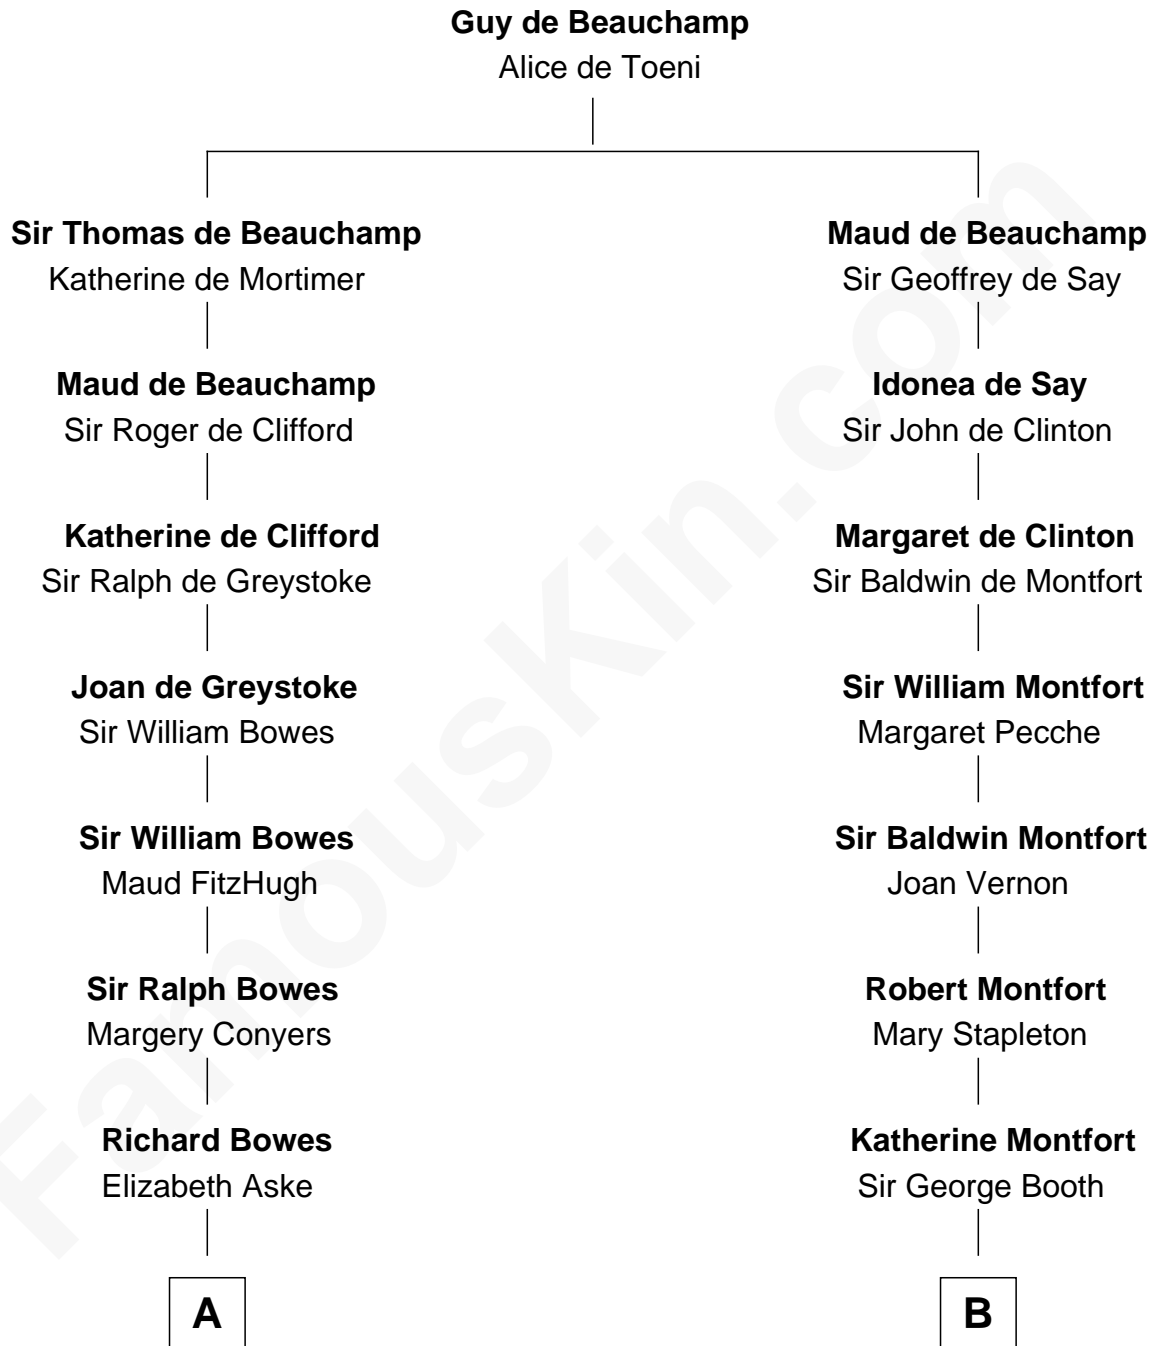 Guy de Beauchamp
Alice de Toeni
Sir Thomas de Beauchamp
Katherine de Mortimer
Maud de Beauchamp
Sir Geoffrey de Say
Maud de Beauchamp
Sir Roger de Clifford
Idonea de Say
Sir John de Clinton
Katherine de Clifford
Sir Ralph de Greystoke
Margaret de Clinton
Sir Baldwin de Montfort
Joan de Greystoke
Sir William Bowes
Sir William Montfort
Margaret Pecche
Sir William Bowes
Maud FitzHugh
Sir Baldwin Montfort
Joan Vernon
Sir Ralph Bowes
Margery Conyers
Robert Montfort
Mary Stapleton
Richard Bowes
Elizabeth Aske
Katherine Montfort
Sir George Booth
A
B
FamousKin.com